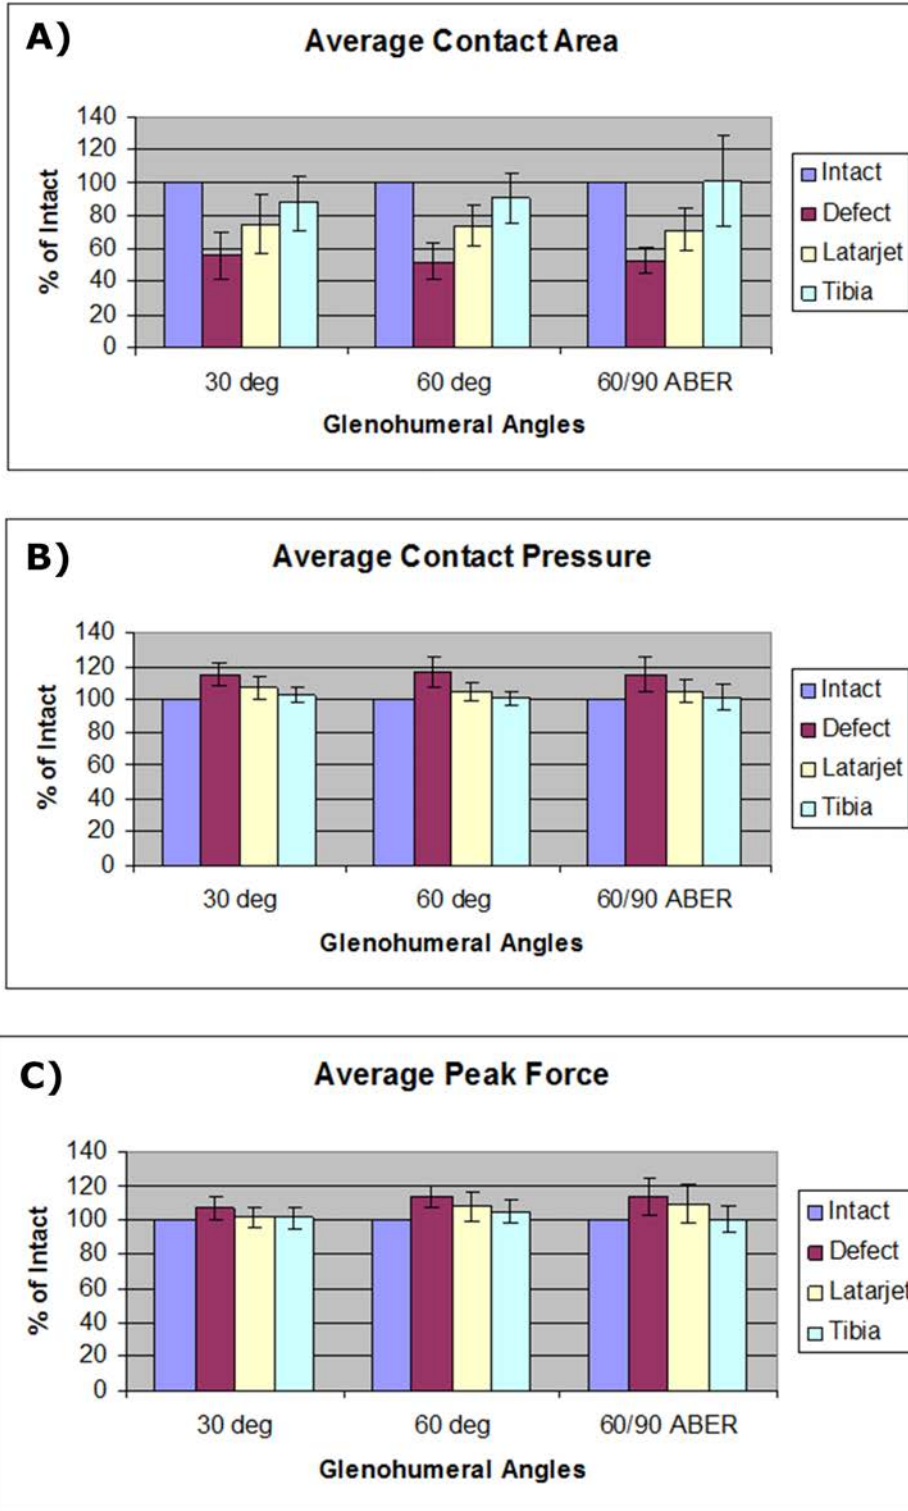 A)
Average Contact Area
140
120
100
80
60
40
20
0
% of Intact
30 deg
60 deg
60/90 ABER
Glenohumeral Angles
Intact
Defect
Latarjet
Tibia
B)
Average Contact Pressure
140
120
100
80
60
40
20
0
% of Intact
30 deg
60 deg
60/90 ABER
Glenohumeral Angles
Intact
Defect
Latarjet
Tibia
C)
Average Peak Force
140
120
100
80
60
40
20
0
% of Intact
30 deg
60 deg
60/90 ABER
Glenohumeral Angles
Intact
Defect
Latarjet
Tibia